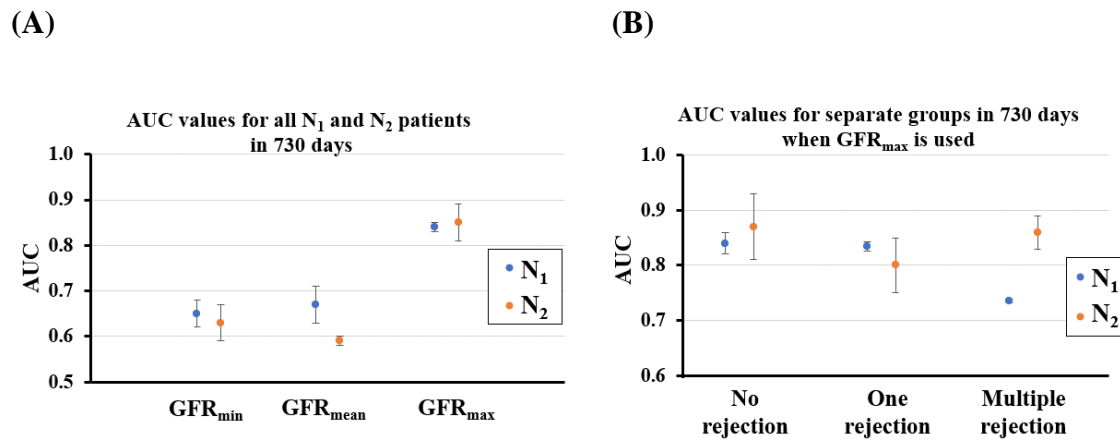 (A)
AUC values for all N₁ and N₂ patients
in 730 days
1.0
0.9
0.8
0.7
0.6
0.5
AUC
GFRmin
GFRmean
GFRmax
N₁
N₂
(B)
AUC values for separate groups in 730 days
when GFRmax is used
1.0
0.9
0.8
0.7
0.6
AUC
No
rejection
One
rejection
Multiple
rejection
N₁
N₂